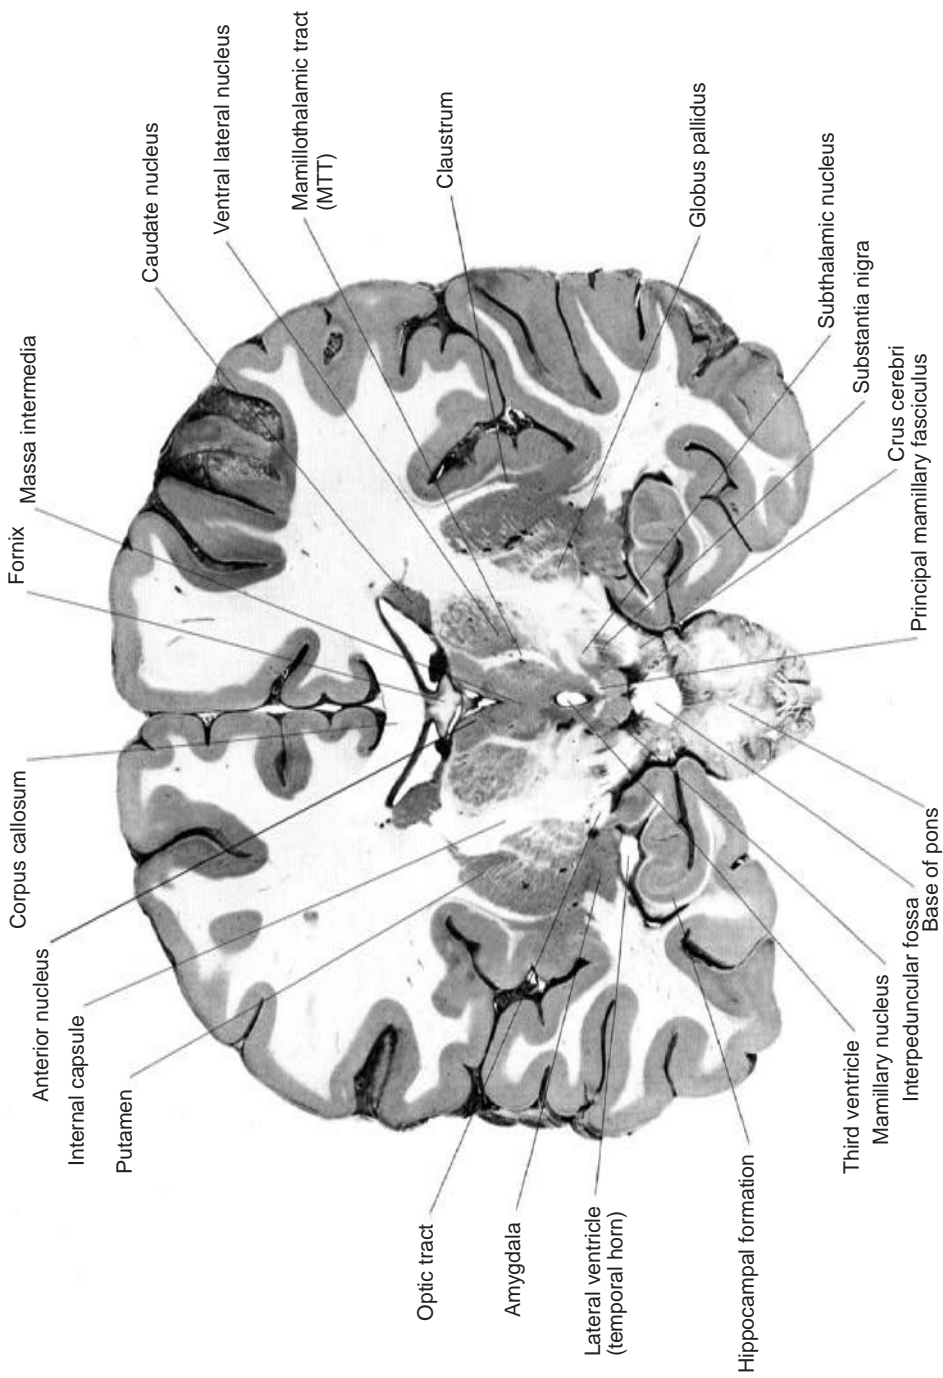 Corpus callosum
Fornix
Massa intermedia
Caudate nucleus
Ventral lateral nucleus
Mamillothalamic tract
(MTT)
Claustrum
Globus pallidus
Subthalamic nucleus
Substantia nigra
Crus cerebri
Principal mamillary fasciculus
Anterior nucleus
Internal capsule
Putamen
Optic tract
Amygdala
Lateral ventricle
(temporal horn)
Hippocampal formation
Third ventricle
Mamillary nucleus
Interpeduncular fossa
Base of pons